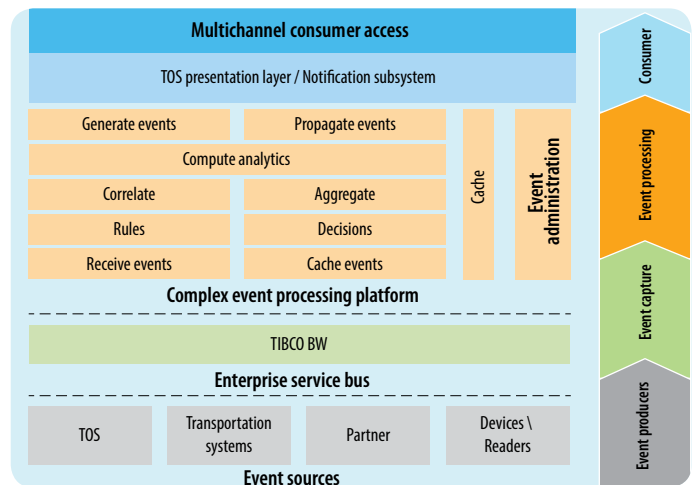 Multichannel consumer access
TOS presentation layer / Notification subsystem
Generate events
Propagate events
Compute analytics
Correlate
Aggregate
Rules
Decisions
Receive events
Cache events
Cache
Event
administration
Complex event processing platform
TIBCO BW
Enterprise service bus
TOS
Transportation
systems
Partner
Devices \
Readers
Event sources
Consumer
Event processing
Event capture
Event producers